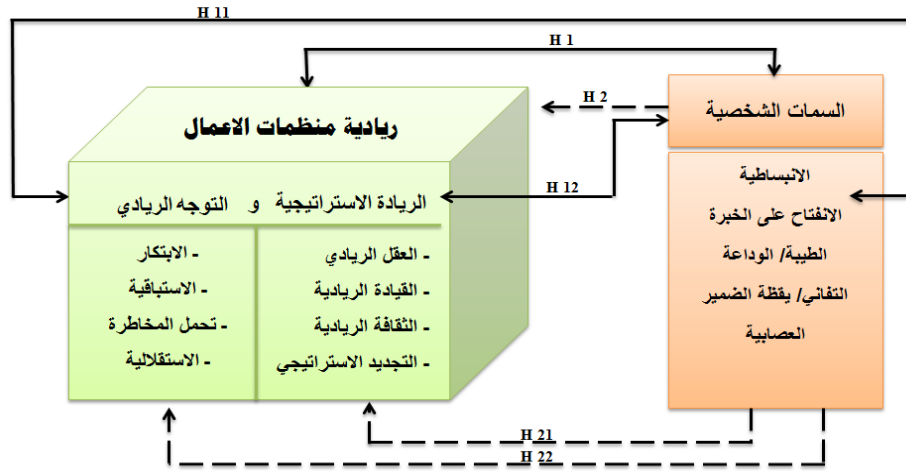 H 11
H 1
H 2
السمات الشخصية
ريادية منظمات الاعمال
H 12
الانبساطية
الانفتاح على الخبرة
الطيبة/ الوداعة
التفاني/ يقظة الضمير
العصابية
الريادة الاستراتيجية و التوجه الريادي
- العقل الريادي
- القيادة الريادية
- الثقافة الريادية
- التجديد الاستراتيجي
- الابتكار
- الاستباقية
- تحمل المخاطرة
- الاستقلالية
H 21
H 22